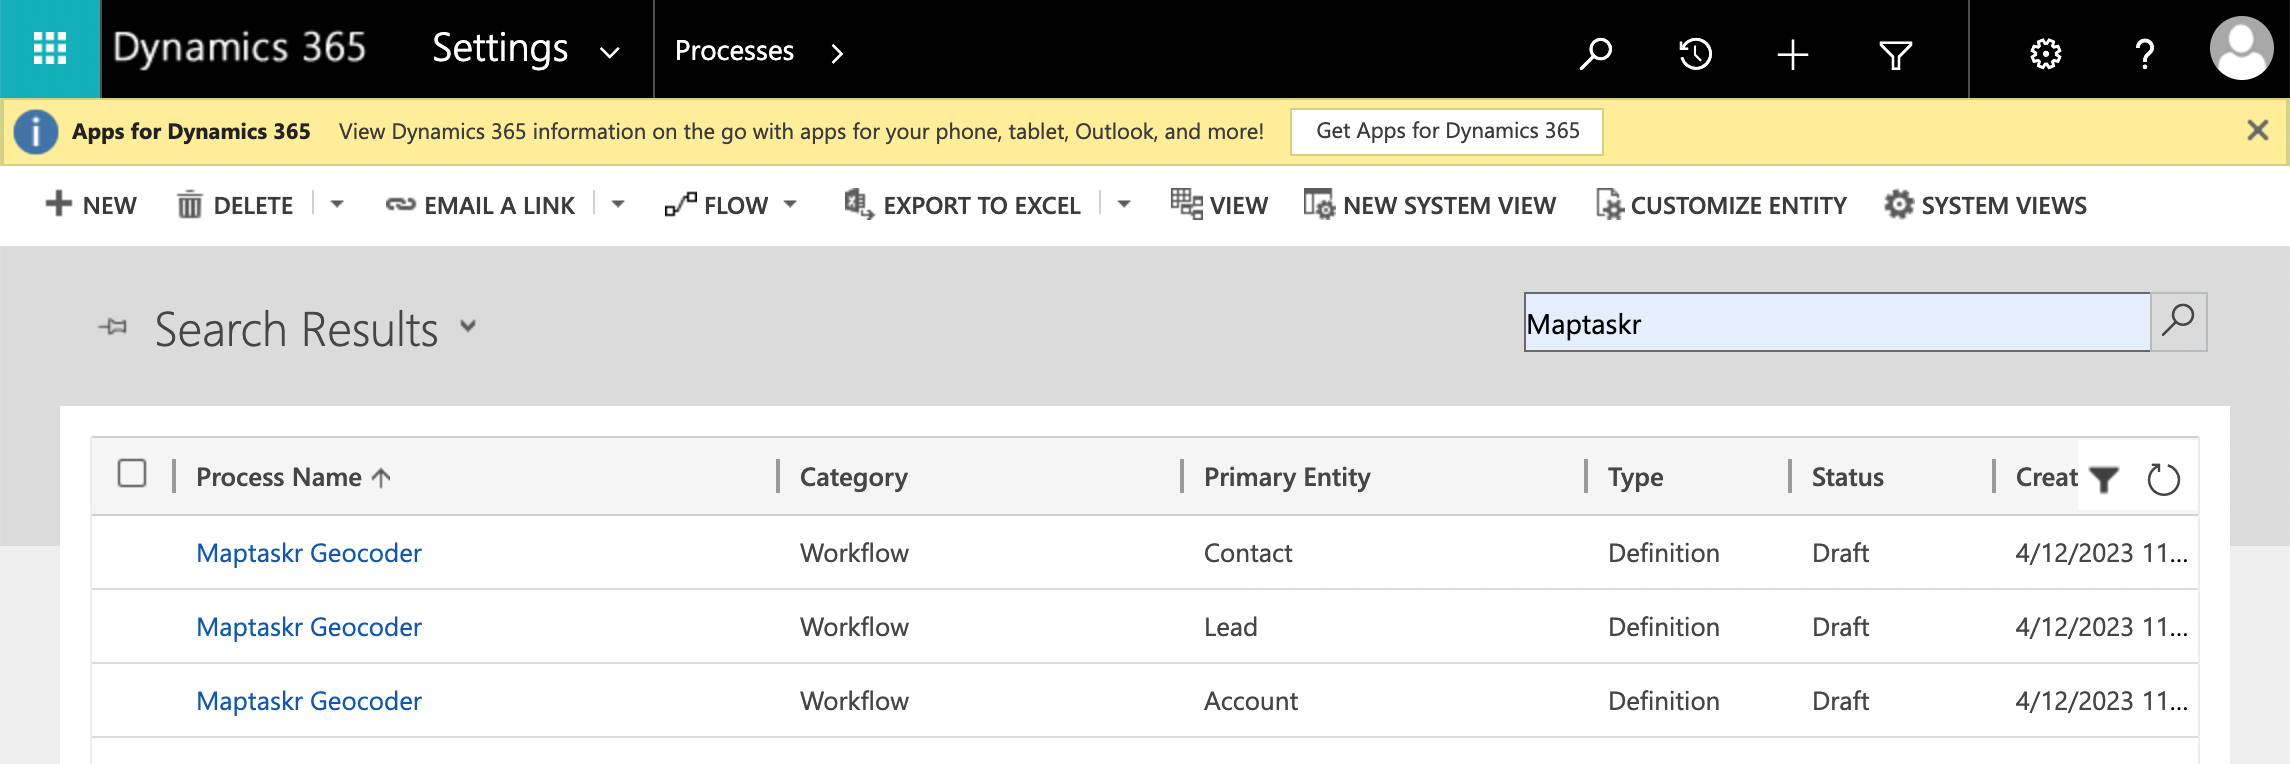 Dynamics 365 Settings Processes
Apps for Dynamics 365 View Dynamics 365 information on the go with apps for your phone, tablet, Outlook, and more! Get Apps for Dynamics 365
NEW DELETE EMAIL A LINK FLOW EXPORT TO EXCEL VIEW NEW SYSTEM VIEW CUSTOMIZE ENTITY SYSTEM VIEWS
Search Results Maptaskr
Process Name Category Primary Entity Type Status Creat
Maptaskr Geocoder Workflow Contact Definition Draft 4/12/2023 11...
Maptaskr Geocoder Workflow Lead Definition Draft 4/12/2023 11...
Maptaskr Geocoder Workflow Account Definition Draft 4/12/2023 11...